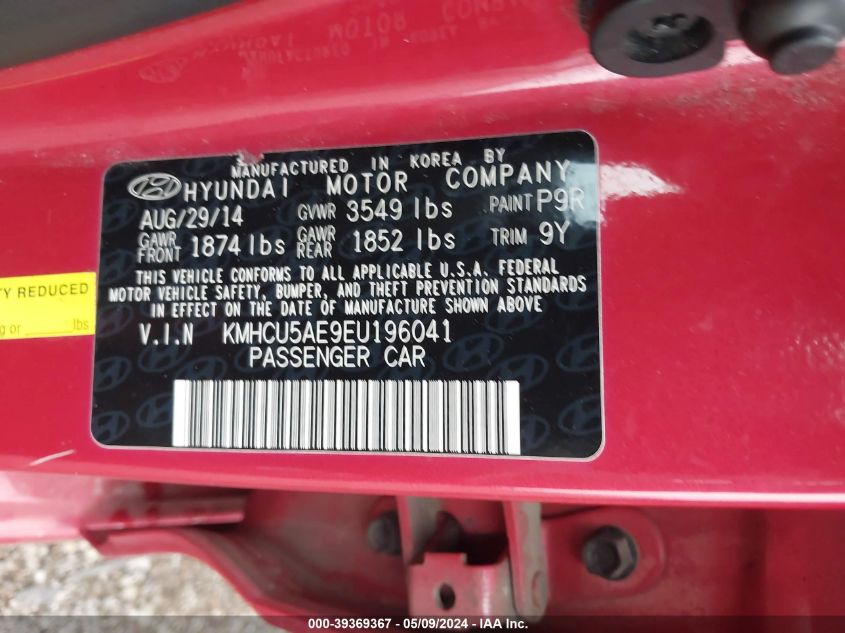 MANUFACTURED IN KOREA BY
HYUNDAI MOTOR COMPANY
AUG/29/14 GVWR 3549 lbs PAINT P9R
GAWR FRONT 1874 lbs GAWR REAR 1852 lbs TRIM 9Y
THIS VEHICLE CONFORMS TO ALL APPLICABLE U.S.A. FEDERAL
MOTOR VEHICLE SAFETY, BUMPER, AND THEFT PREVENTION STANDARDS
IN EFFECT ON THE DATE OF MANUFACTURE SHOWN ABOVE
V.I.N KMHCU5AE9EU196041
PASSENGER CAR
TY REDUCED
g or ______lbs
000-39369367 - 05/09/2024 - IAA Inc.